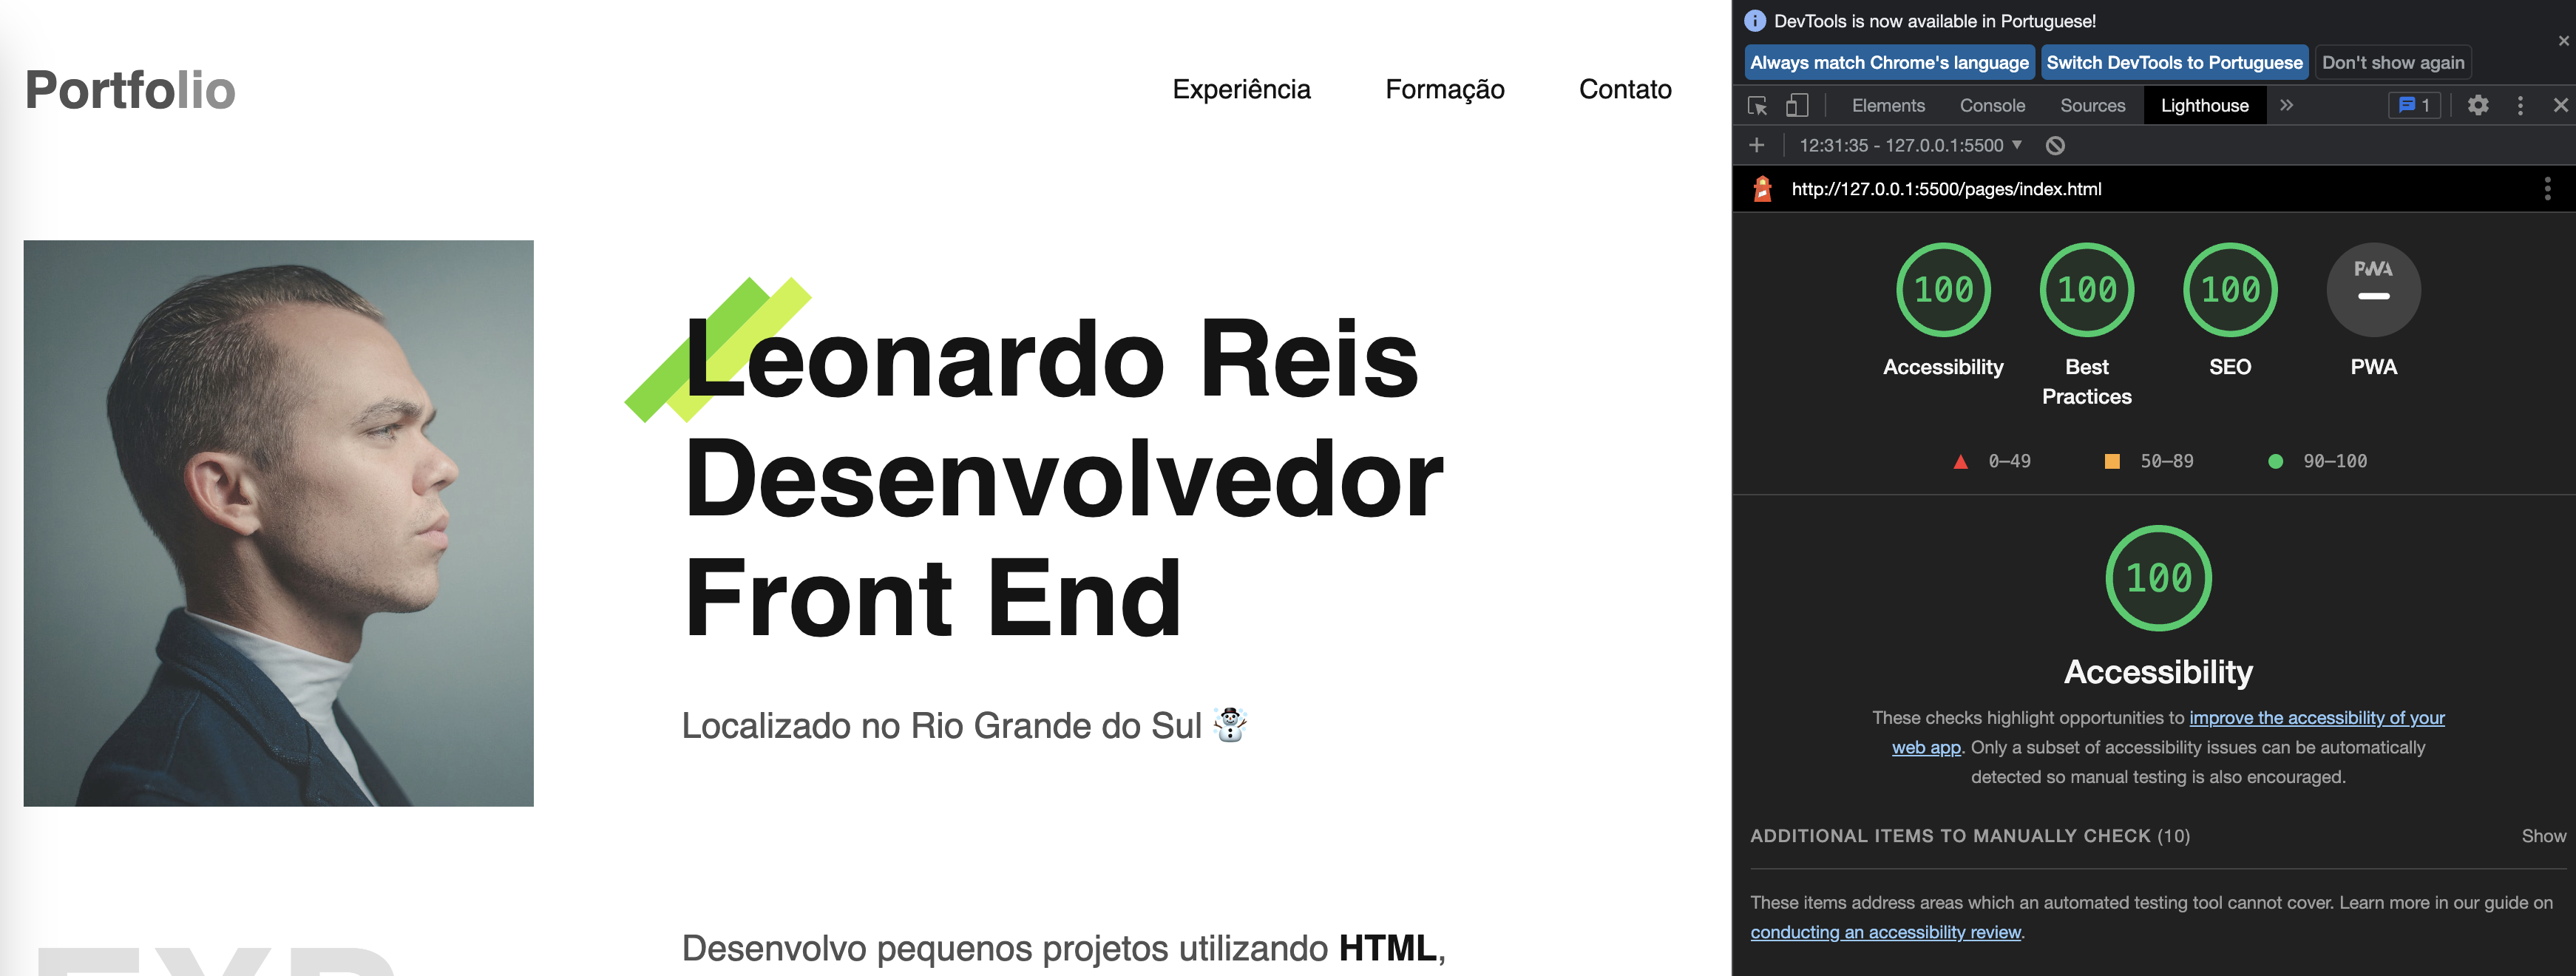 Portfolio
Experiência
Formação
Contato
Leonardo Reis
Desenvolvedor
Front End
Localizado no Rio Grande do Sul
Desenvolvo pequenos projetos utilizando HTML,
EXP
DevTools is now available in Portuguese!
Always match Chrome's language
Switch DevTools to Portuguese
Don't show again
Elements
Console
Sources
Lighthouse
1
12:31:35 - 127.0.0.1:5500
http://127.0.0.1:5500/pages/index.html
100
100
100
PWA
Accessibility
Best
Practices
SEO
PWA
0–49
50–89
90–100
100
Accessibility
These checks highlight opportunities to improve the accessibility of your
web app. Only a subset of accessibility issues can be automatically
detected so manual testing is also encouraged.
ADDITIONAL ITEMS TO MANUALLY CHECK (10)
Show
These items address areas which an automated testing tool cannot cover. Learn more in our guide on
conducting an accessibility review.